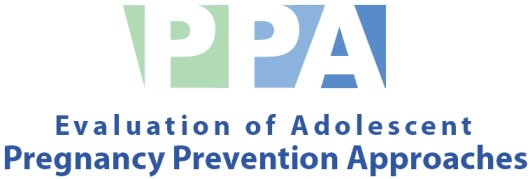 PPA
Evaluation of Adolescent
Pregnancy Prevention Approaches